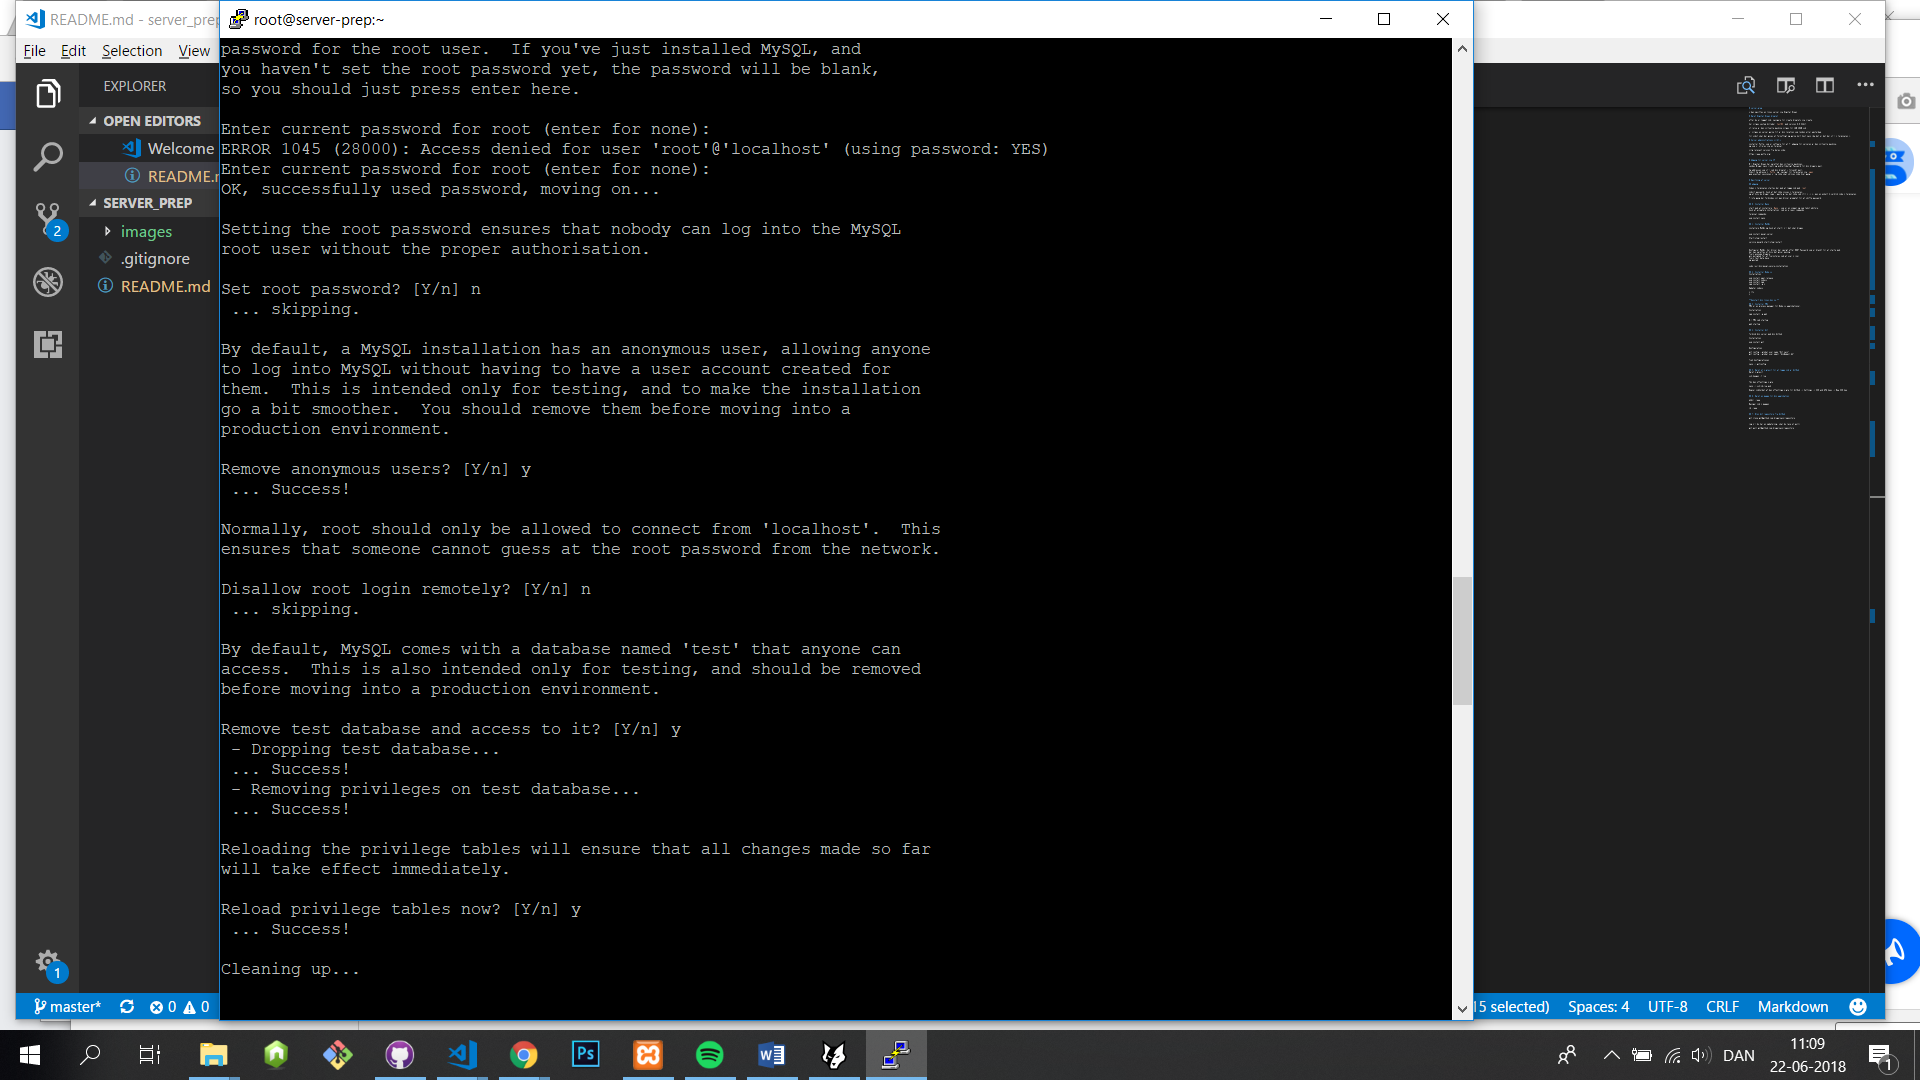 README.md - server_prep
root@server-prep:~
File Edit Selection View
EXPLORER
OPEN EDITORS
Welcome
README.m
SERVER_PREP
images
.gitignore
README.md
2
1
password for the root user.  If you've just installed MySQL, and
you haven't set the root password yet, the password will be blank,
so you should just press enter here.
Enter current password for root (enter for none):
ERROR 1045 (28000): Access denied for user 'root'@'localhost' (using password: YES)
Enter current password for root (enter for none):
OK, successfully used password, moving on...
Setting the root password ensures that nobody can log into the MySQL
root user without the proper authorisation.
Set root password? [Y/n] n
 ... skipping.
By default, a MySQL installation has an anonymous user, allowing anyone
to log into MySQL without having to have a user account created for
them.  This is intended only for testing, and to make the installation
go a bit smoother.  You should remove them before moving into a
production environment.
Remove anonymous users? [Y/n] y
 ... Success!
Normally, root should only be allowed to connect from 'localhost'.  This
ensures that someone cannot guess at the root password from the network.
Disallow root login remotely? [Y/n] n
 ... skipping.
By default, MySQL comes with a database named 'test' that anyone can
access.  This is also intended only for testing, and should be removed
before moving into a production environment.
Remove test database and access to it? [Y/n] y
 - Dropping test database...
 ... Success!
 - Removing privileges on test database...
 ... Success!
Reloading the privilege tables will ensure that all changes made so far
will take effect immediately.
Reload privilege tables now? [Y/n] y
 ... Success!
Cleaning up...
master* 0 0
15 selected) Spaces: 4 UTF-8 CRLF Markdown
Ps
DAN
11:09
22-06-2018
1